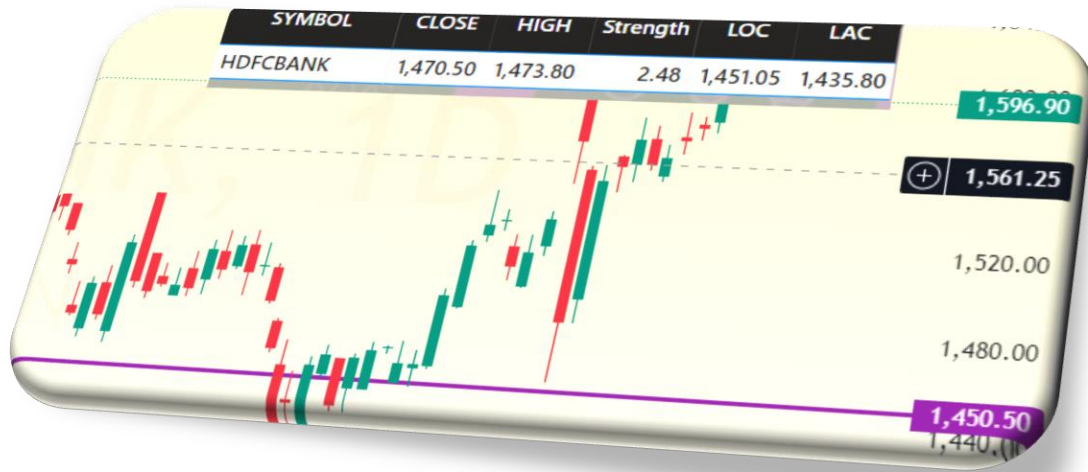 SYMBOL CLOSE HIGH Strength LOC LAC
HDFCBANK 1,470.50 1,473.80 2.48 1,451.05 1,435.80
1,596.90
1D
1,561.25
1,520.00
1,480.00
1,450.50